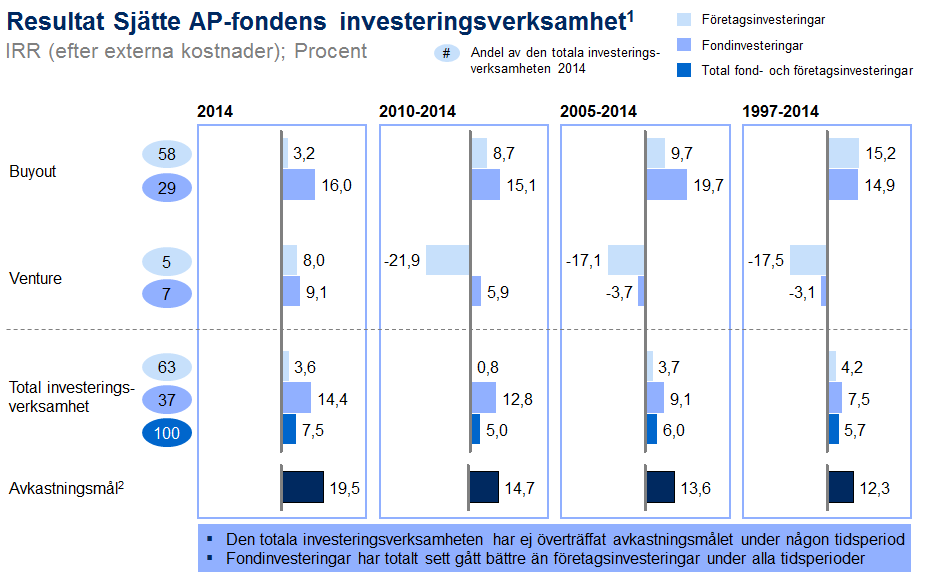 Resultat Sjätte AP-fondens investeringsverksamhet¹
IRR (efter externa kostnader); Procent
# Andel av den totala investerings-
verksamheten 2014
Företagsinvesteringar
Fondinvesteringar
Total fond- och företagsinvesteringar
2014 2010-2014 2005-2014 1997-2014
Buyout
58 3,2 8,7 9,7 15,2
29 16,0 15,1 19,7 14,9
Venture
5 8,0 -21,9 -17,1 -17,5
7 9,1 5,9 -3,7 -3,1
Total investerings-
verksamhet
63 3,6 0,8 3,7 4,2
37 14,4 12,8 9,1 7,5
100 7,5 5,0 6,0 5,7
Avkastningsmål² 19,5 14,7 13,6 12,3
▪ Den totala investeringsverksamheten har ej överträffat avkastningsmålet under någon tidsperiod
▪ Fondinvesteringar har totalt sett gått bättre än företagsinvesteringar under alla tidsperioder